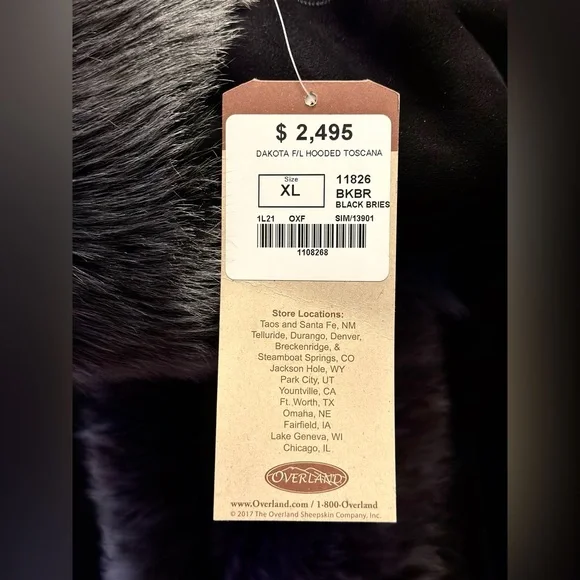 $ 2,495
DAKOTA F/L HOODED TOSCANA
Size
XL
11826
BKBR
BLACK BRIES
1L21 OXF SIM/13901
1108268
Store Locations:
Taos and Santa Fe, NM
Telluride, Durango, Denver,
Breckenridge, &
Steamboat Springs, CO
Jackson Hole, WY
Park City, UT
Yountville, CA
Ft. Worth, TX
Omaha, NE
Fairfield, IA
Lake Geneva, WI
Chicago, IL
OVERLAND
www.Overland.com / 1-800-Overland
© 2017 The Overland Sheepskin Company, Inc.